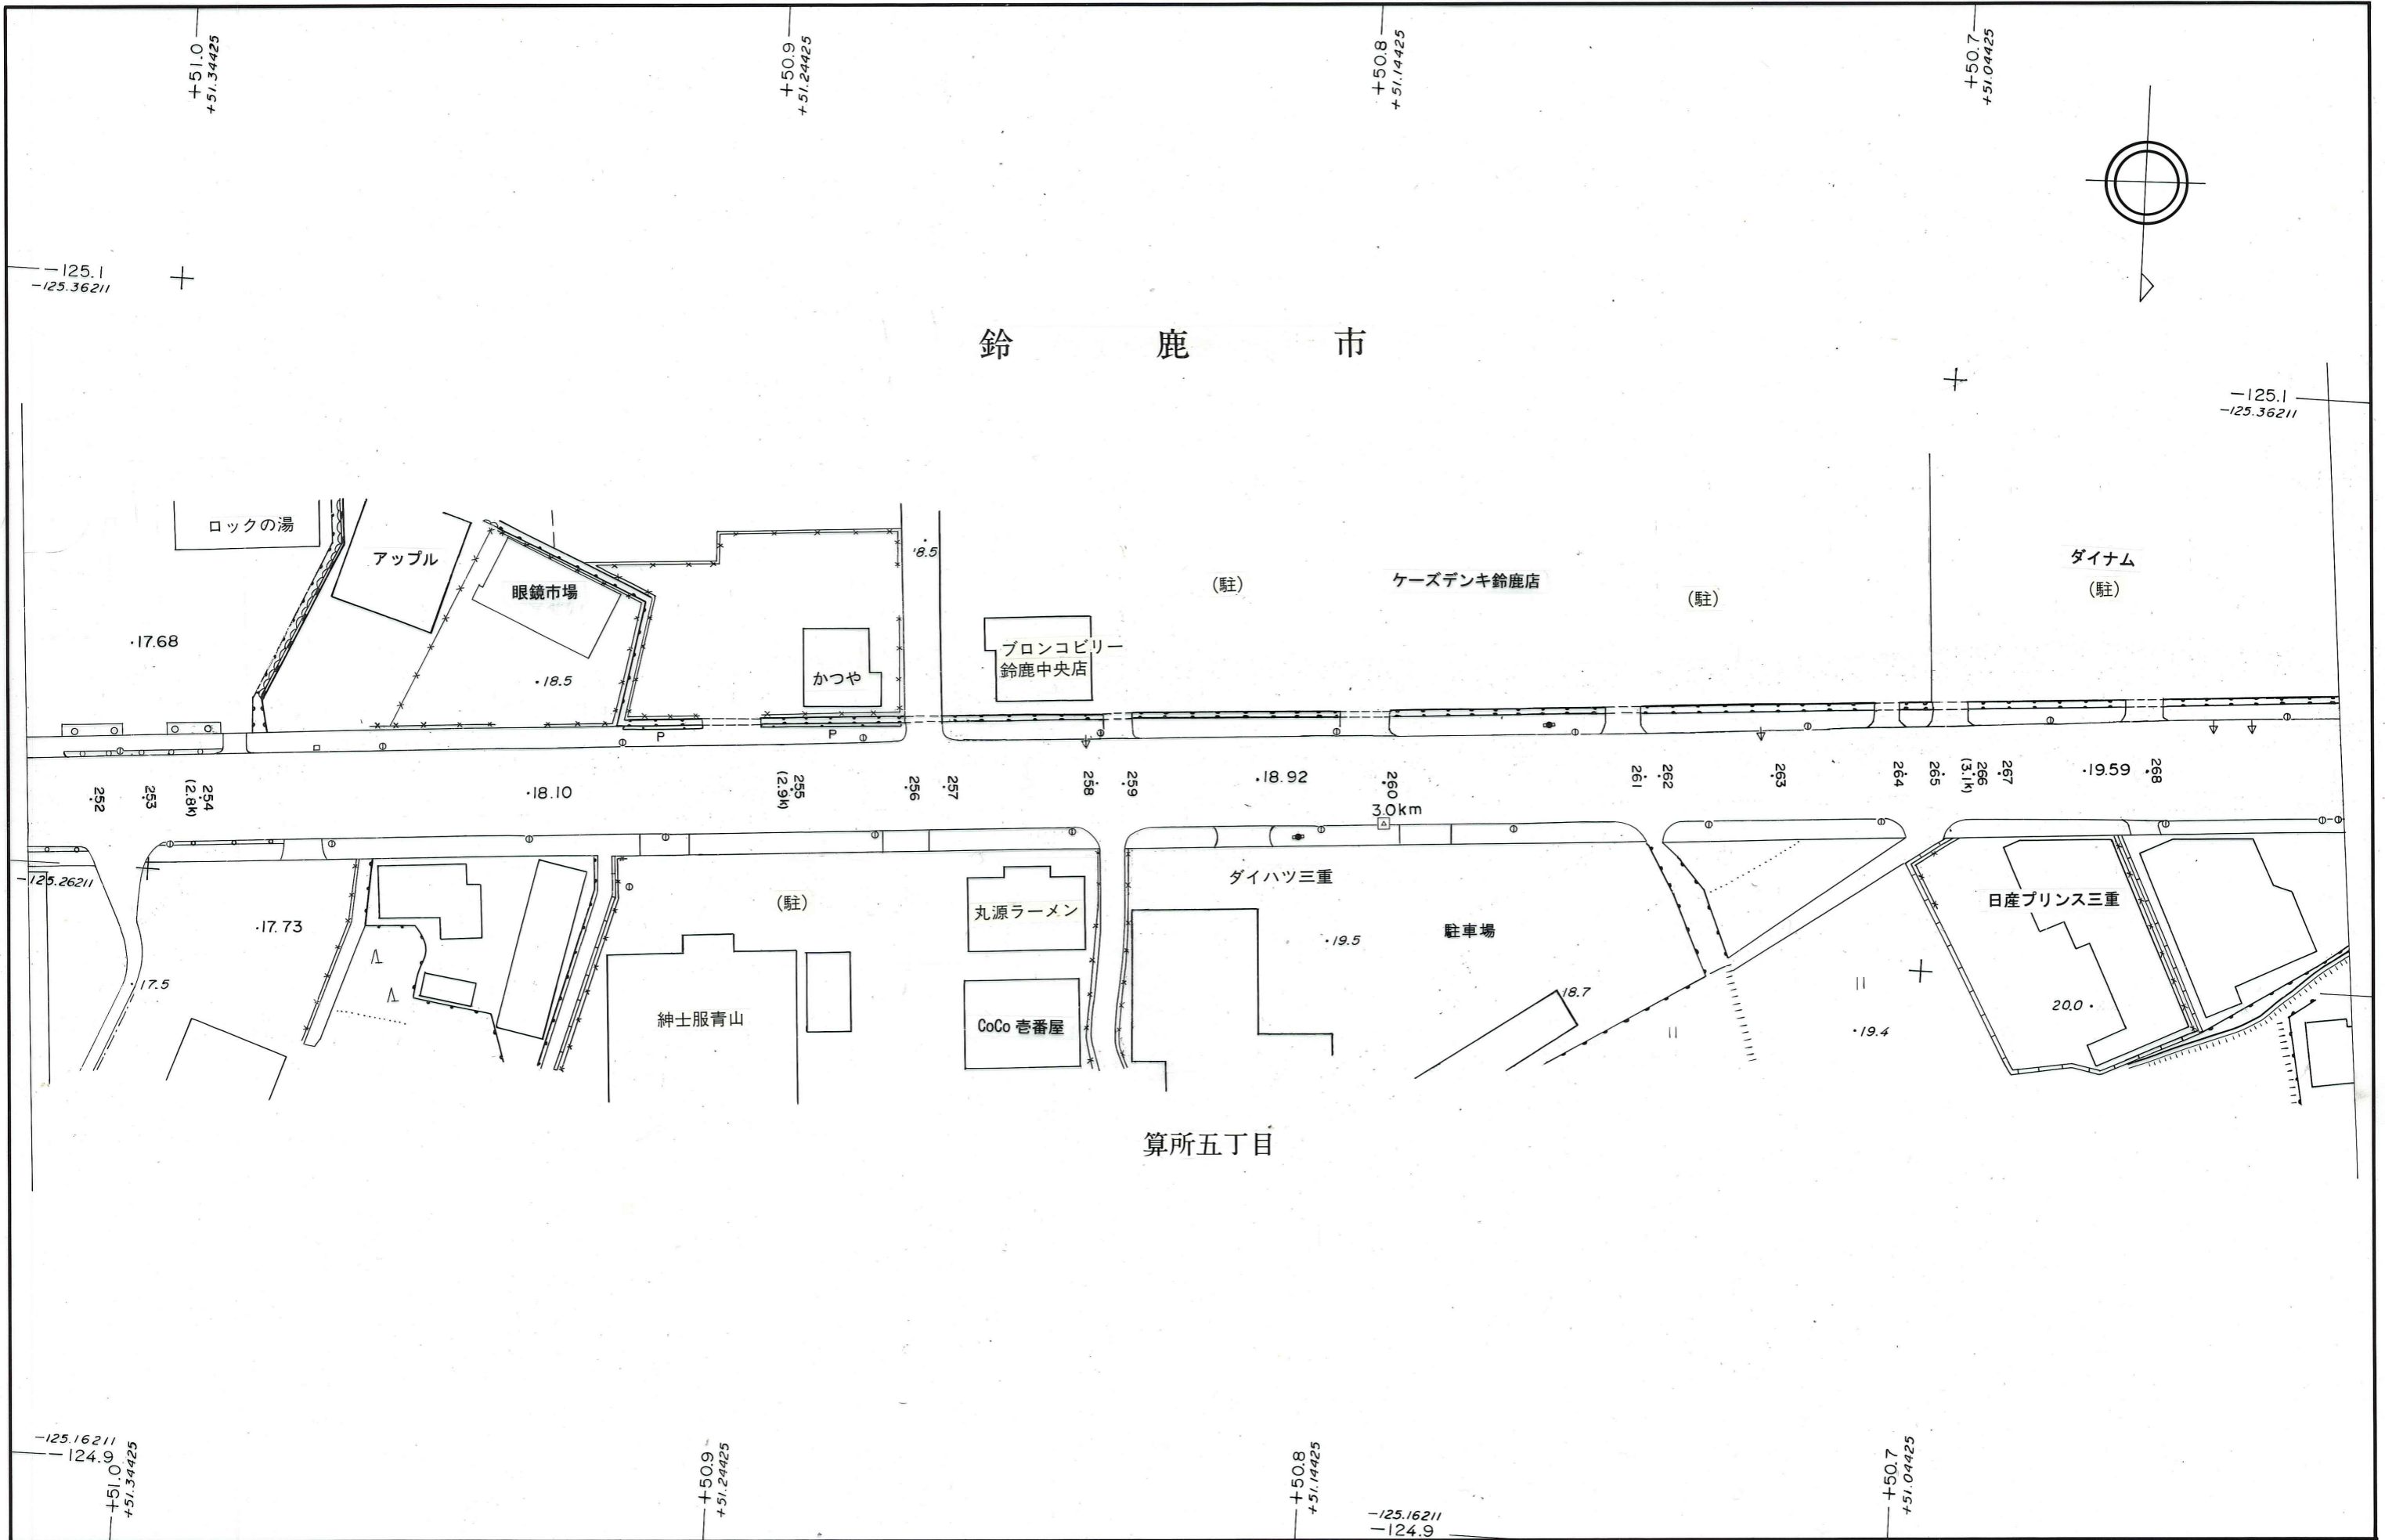 +51.0
+51.34425
+50.9
+51.24425
+50.8
+51.14425
+50.7
+51.04425
−125.1
−125.36211
鈴鹿市
−125.1
−125.36211
ロックの湯
アップル
眼鏡市場
18.5
(駐)
ケーズデンキ鈴鹿店
(駐)
ダイナム
(駐)
·17.68
·18.5
かつや
ブロンコビリー
鈴鹿中央店
P
P
252
253
254
(2.8k)
·18.10
255
(2.9k)
256
257
258
259
·18.92
260
3.0km
261
262
263
264
265
266
(3.1k)
267
·19.59
268
−125.26211
·17.73
17.5
(駐)
丸源ラーメン
ダイハツ三重
·19.5
駐車場
日産プリンス三重
紳士服青山
CoCo 壱番屋
18.7
·19.4
20.0·
算所五丁目
−125.16211
−124.9
+51.0
+51.34425
+50.9
+51.24425
+50.8
+51.14425
−125.16211
−124.9
+50.7
+51.04425